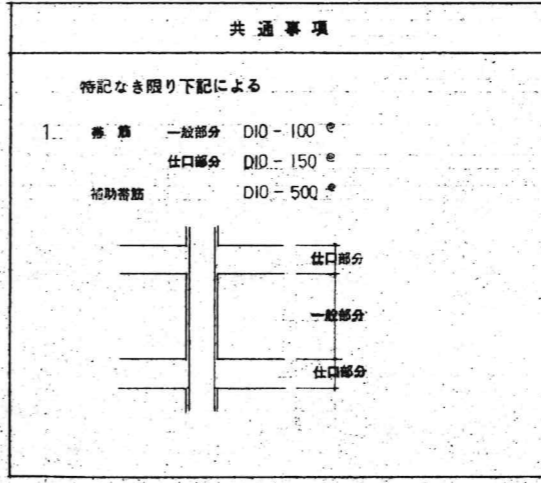 共通事項
特記なき限り下記による
1. 帯筋 一般部分 D10-100@
仕口部分 D10-150@
補助帯筋 D10-500@
仕口部分
一般部分
仕口部分